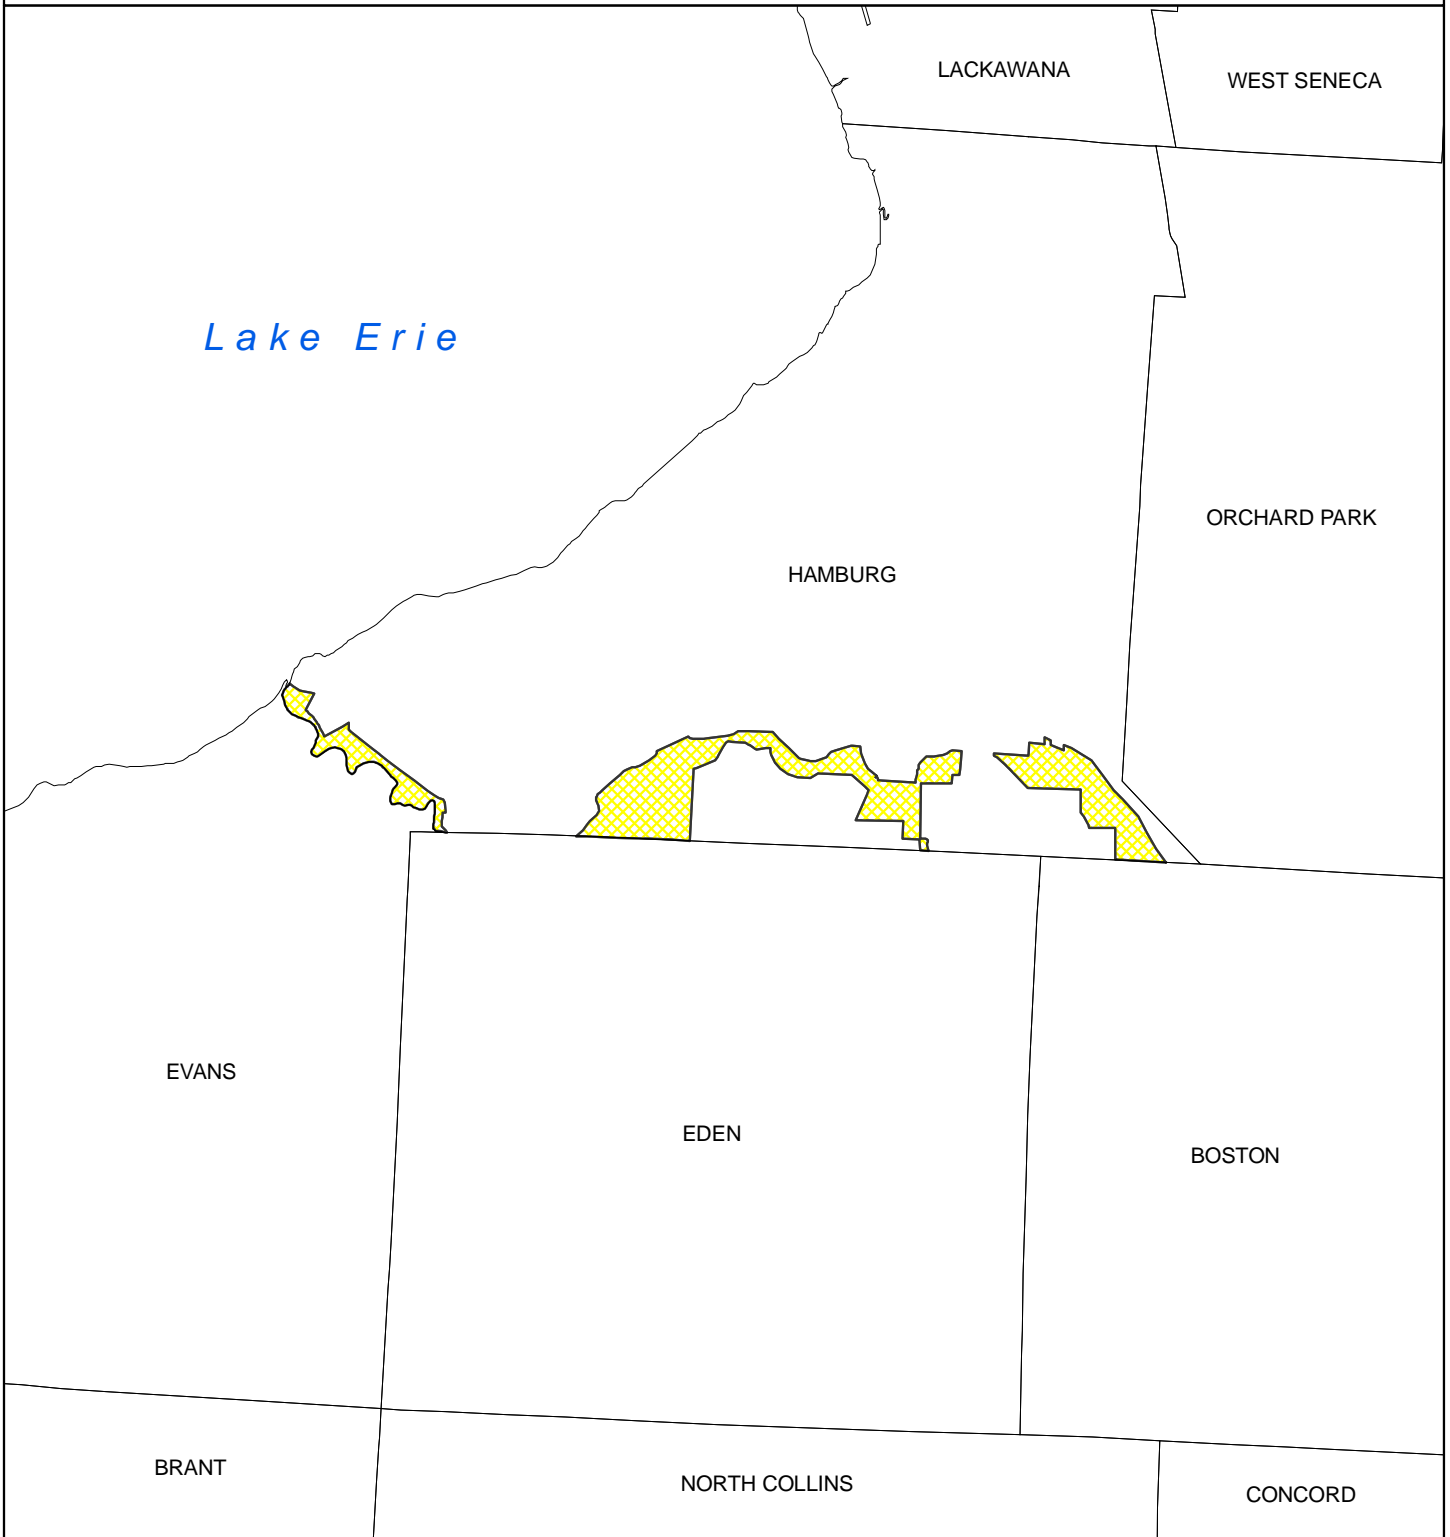 LACKAWANA
WEST SENECA
Lake Erie
ORCHARD PARK
HAMBURG
EVANS
EDEN
BOSTON
BRANT
NORTH COLLINS
CONCORD